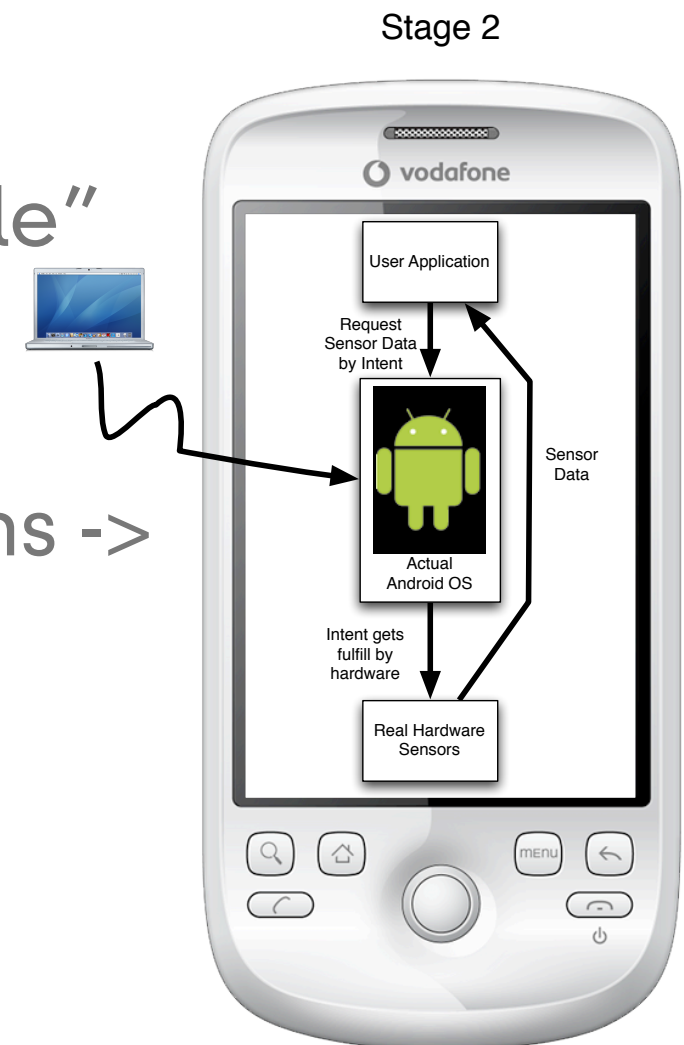 Stage 2
vodafone
le"
User Application
Request
Sensor Data
by Intent
Sensor
Data
ns ->
Actual
Android OS
Intent gets
fulfill by
hardware
Real Hardware
Sensors
mEnu